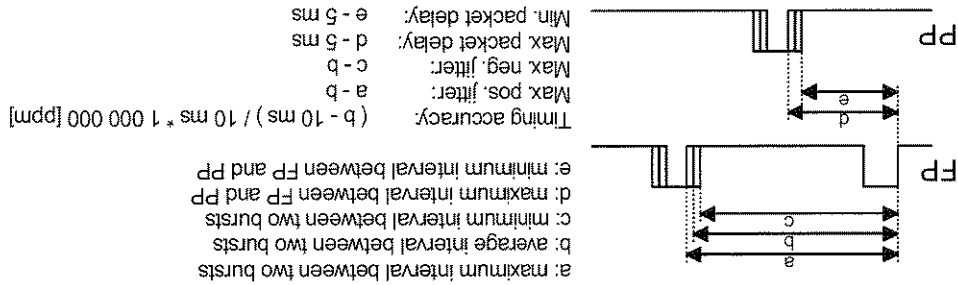 a: maximum interval between two bursts
b: average interval between two bursts
c: minimum interval between two bursts
d: maximum interval between FP and PP
e: minimum interval between FP and PP
Timing accuracy: ( b - 10 ms ) / 10 ms * 1 000 000 [ppm]
Max. pos. jitter: a - b
Max. neg. jitter: c - b
Max. packet delay: d - 5 ms
Min. packet delay: e - 5 ms
a
b
c
FP
d
e
PP